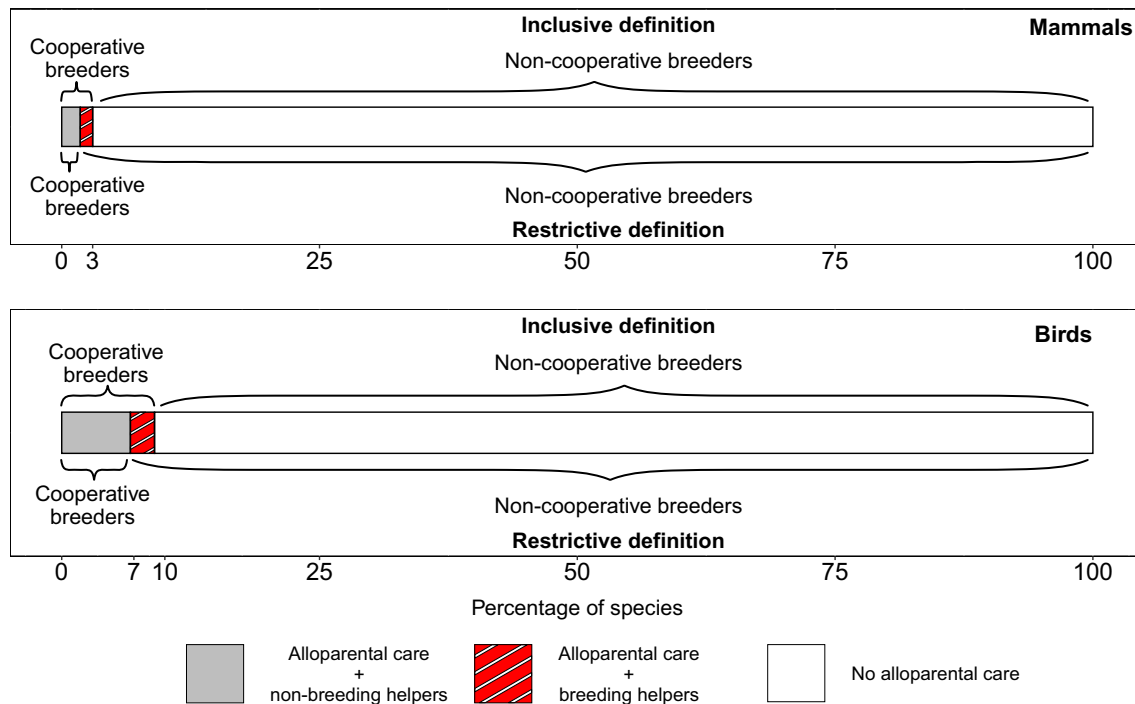 Inclusive definition
Mammals
Cooperative
breeders
Non-cooperative breeders
Cooperative
breeders
Non-cooperative breeders
Restrictive definition
0 3 25 50 75 100
Inclusive definition
Birds
Cooperative
breeders
Non-cooperative breeders
Cooperative
breeders
Non-cooperative breeders
Restrictive definition
0 7 10 25 50 75 100
Percentage of species
Alloparental care
+
non-breeding helpers
Alloparental care
+
breeding helpers
No alloparental care